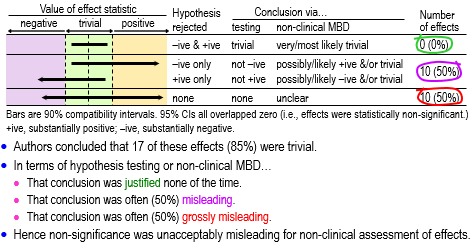 Value of effect statistic
negative trivial positive
Hypothesis rejected
Conclusion via…
testing non-clinical MBD
Number of effects
–ive & +ive trivial very/most likely trivial 0 (0%)
–ive only not –ive possibly/likely +ive &/or trivial
+ive only not +ive possibly/likely –ive &/or trivial
10 (50%)
none none unclear 10 (50%)
Bars are 90% compatibility intervals. 95% CIs all overlapped zero (i.e., effects were statistically non-significant.)
+ive, substantially positive; –ive, substantially negative.
• Authors concluded that 17 of these effects (85%) were trivial.
• In terms of hypothesis testing or non-clinical MBD…
• That conclusion was justified none of the time.
• That conclusion was often (50%) misleading.
• That conclusion was often (50%) grossly misleading.
• Hence non-significance was unacceptably misleading for non-clinical assessment of effects.